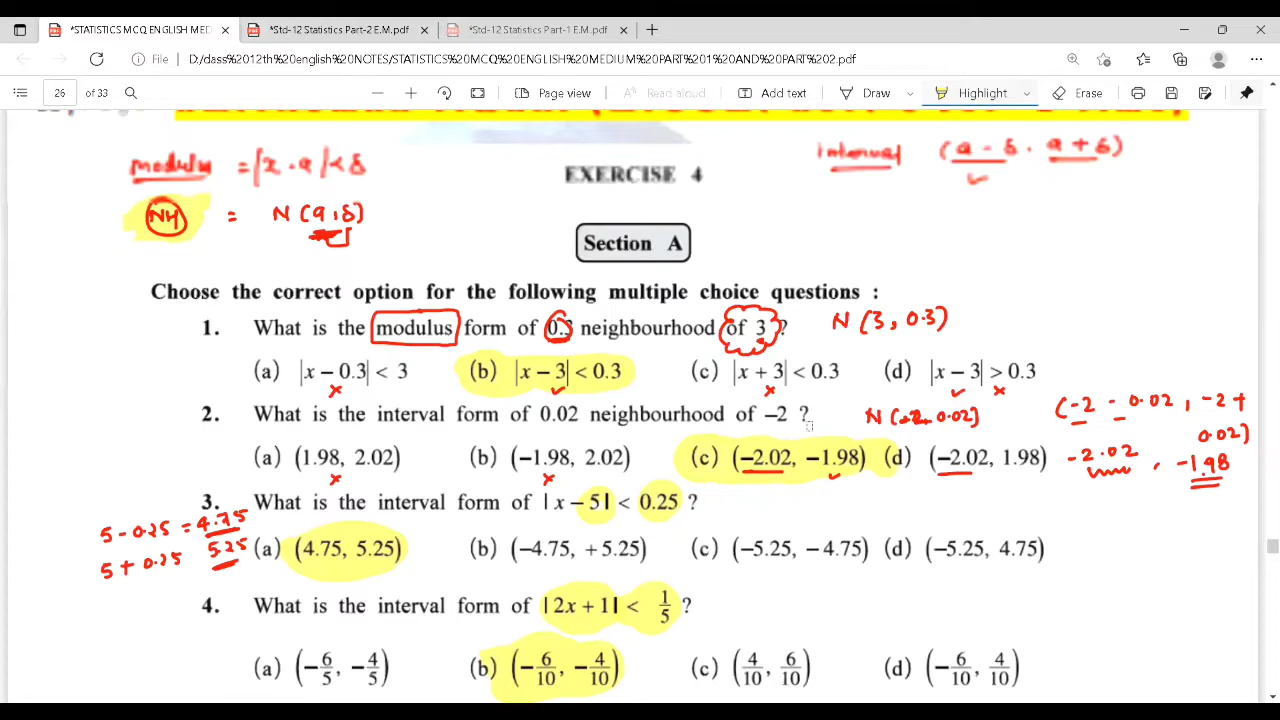 *STATISTICS MCQ ENGLISH MED
*Std-12 Statistics Part-2 E.M.pdf
*Std-12 Statistics Part-1 E.M.pdf
File
D:/dass%2012th%20english%20NOTES/STATISTICS%20MCQ%20ENGLISH%20MEDIUM%20PART%201%20AND%20PART%202.pdf
26 of 33
Page view
Read aloud
Add text
Draw
Highlight
Erase
modulus = |x - a| < δ
interval (a - δ . a + δ)
EXERCISE 4
NH = N (a, δ)
Section A
Choose the correct option for the following multiple choice questions :
1. What is the modulus form of 0.3 neighbourhood of 3 ? N (3, 0.3)
(a) |x − 0.3| < 3 (b) |x − 3| < 0.3 (c) |x + 3| < 0.3 (d) |x − 3| > 0.3
2. What is the interval form of 0.02 neighbourhood of −2 ? N (-2, 0.02)
(-2 - 0.02, -2 + 0.02)
(a) (1.98, 2.02) (b) (−1.98, 2.02) (c) (−2.02, −1.98) (d) (−2.02, 1.98)
-2.02, -1.98
3. What is the interval form of | x − 5| < 0.25 ?
5 - 0.25 = 4.75
5 + 0.25 5.25
(a) (4.75, 5.25) (b) (−4.75, +5.25) (c) (−5.25, −4.75) (d) (−5.25, 4.75)
4. What is the interval form of |2x + 1| < 1/5 ?
(a) (−6/5, −4/5) (b) (−6/10, −4/10) (c) (4/10, 6/10) (d) (−6/10, 4/10)